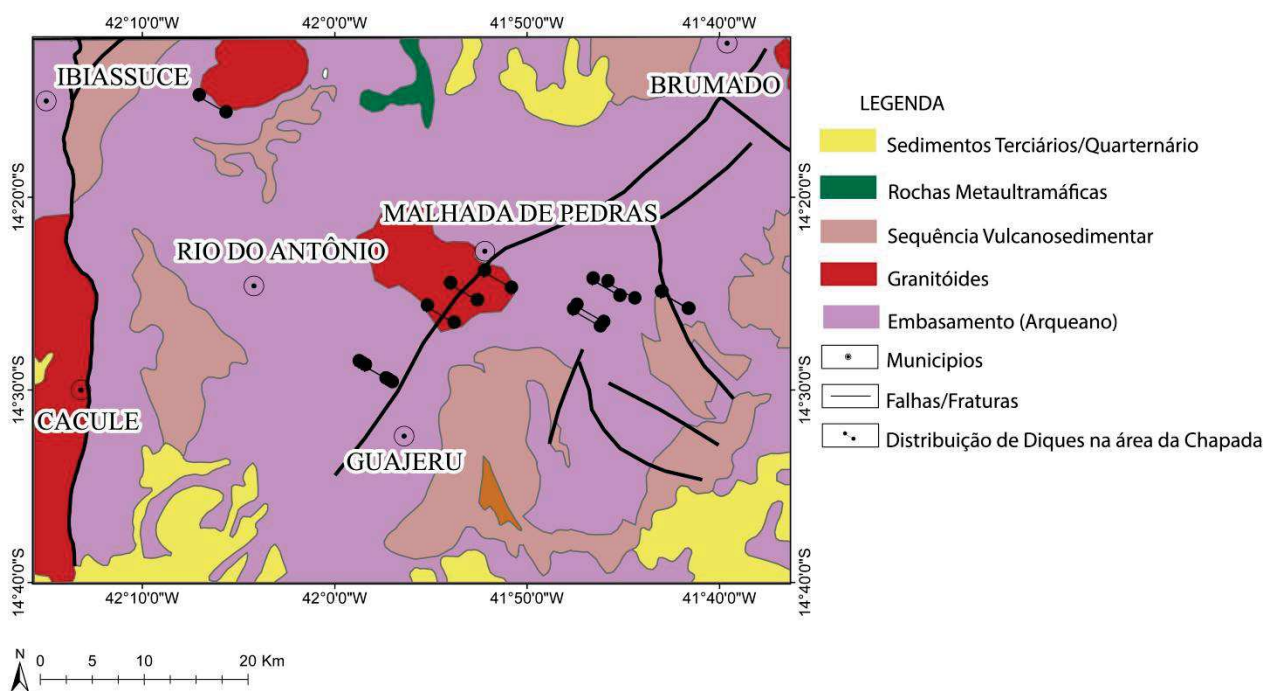 42°10'0"W 42°0'0"W 41°50'0"W 41°40'0"W
IBIASSUCE
BRUMADO
14°20'0"S
14°20'0"S
MALHADA DE PEDRAS
RIO DO ANTÔNIO
14°30'0"S
14°30'0"S
CACULE
GUAJERU
14°40'0"S
14°40'0"S
42°10'0"W 42°0'0"W 41°50'0"W 41°40'0"W
LEGENDA
Sedimentos Terciários/Quarternário
Rochas Metaultramáficas
Sequência Vulcanosedimentar
Granitóides
Embasamento (Arqueano)
Municipios
Falhas/Fraturas
Distribuição de Diques na área da Chapada
N
0 5 10 20 Km